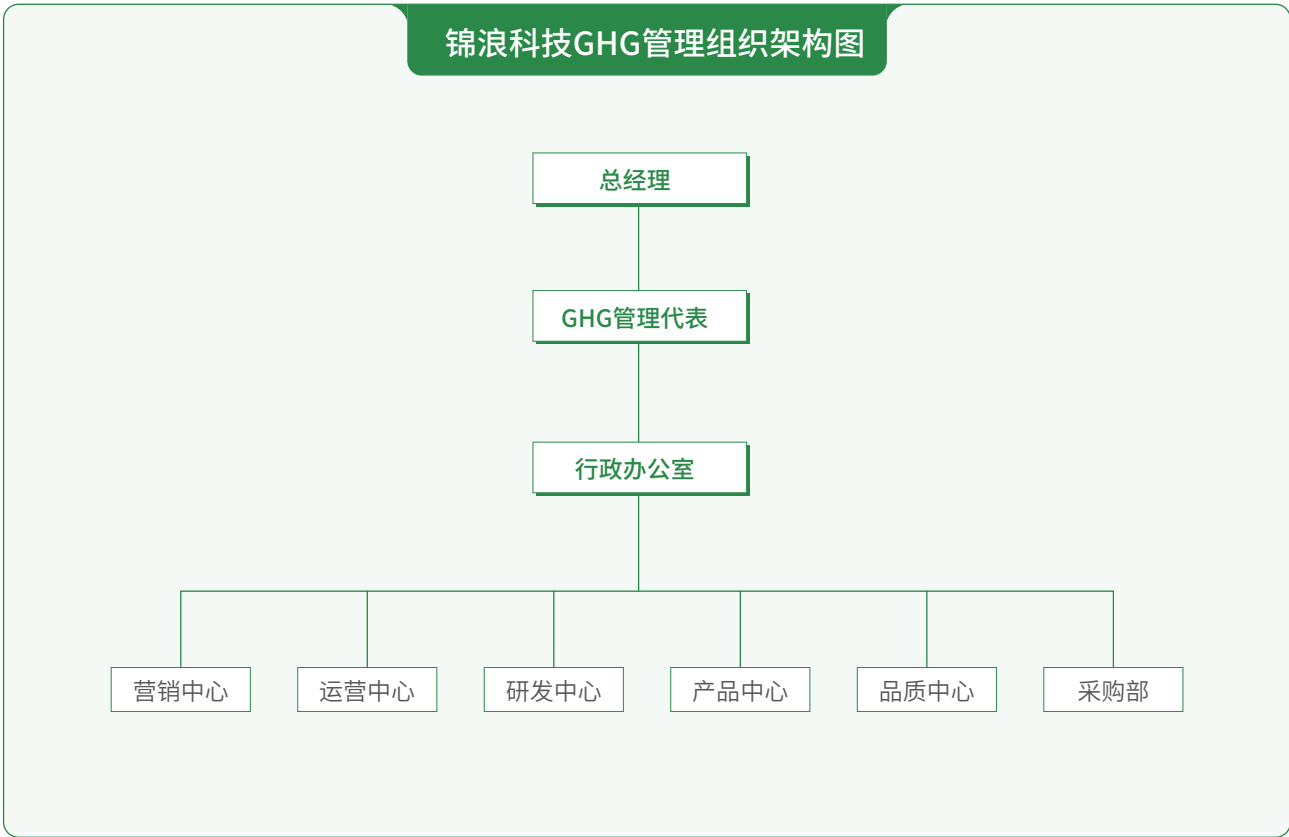 锦浪科技GHG管理组织架构图
总经理
GHG管理代表
行政办公室
营销中心
运营中心
研发中心
产品中心
品质中心
采购部